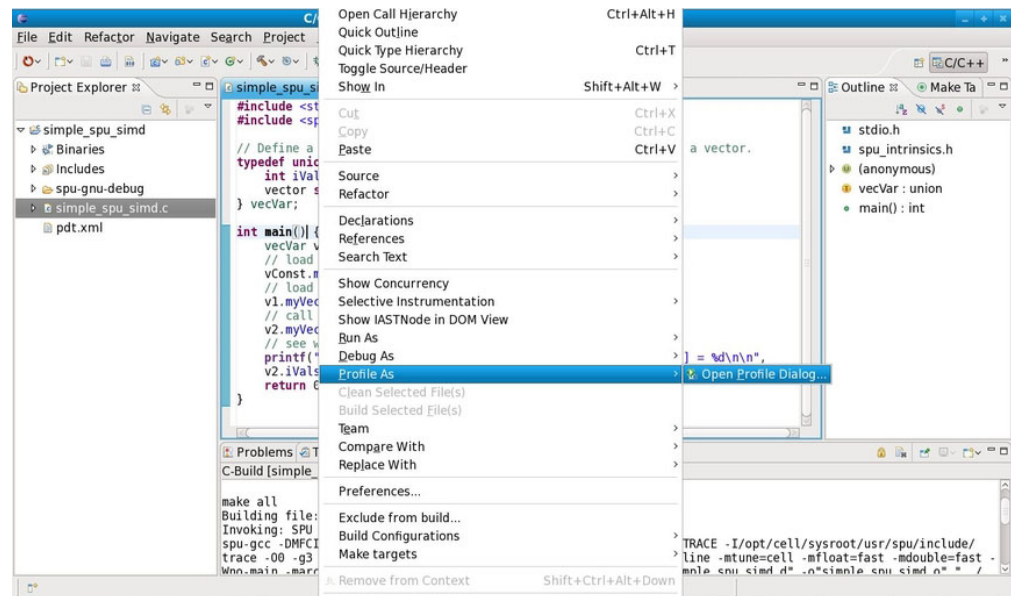 C/C
File Edit Refactor Navigate Search Project
C/C++
Project Explorer
simple_spu_simd
Binaries
Includes
spu-gnu-debug
simple_spu_simd.c
pdt.xml
simple_spu_si
#include <st
#include <sp
// Define a
a vector.
typedef unio
int iVal
vector s
} vecVar;
int main() {
vecVar v
// load
vConst.m
// load
v1.myVec
// call
v2.myVec
// see w
printf("
] = %d\n\n",
v2.iVals
return 0
}
Open Call Hierarchy Ctrl+Alt+H
Quick Outline
Quick Type Hierarchy Ctrl+T
Toggle Source/Header
Show In Shift+Alt+W
Cut Ctrl+X
Copy Ctrl+C
Paste Ctrl+V
Source
Refactor
Declarations
References
Search Text
Show Concurrency
Selective Instrumentation
Show IASTNode in DOM View
Run As
Debug As
Profile As
Open Profile Dialog...
Clean Selected File(s)
Build Selected File(s)
Team
Compare With
Replace With
Preferences...
Exclude from build...
Build Configurations
Make targets
Remove from Context Shift+Ctrl+Alt+Down
Outline Make Ta
stdio.h
spu_intrinsics.h
(anonymous)
vecVar : union
main() : int
Problems
C-Build [simple_
make all
Building file:
Invoking: SPU
spu-gcc -DMFCI
TRACE -I/opt/cell/sysroot/usr/spu/include/
trace -O0 -g3
line -mtune=cell -mfloat=fast -mdouble=fast -
Wno-main -marc
mple_spu_simd.d" -o"simple_spu_simd.o" "../